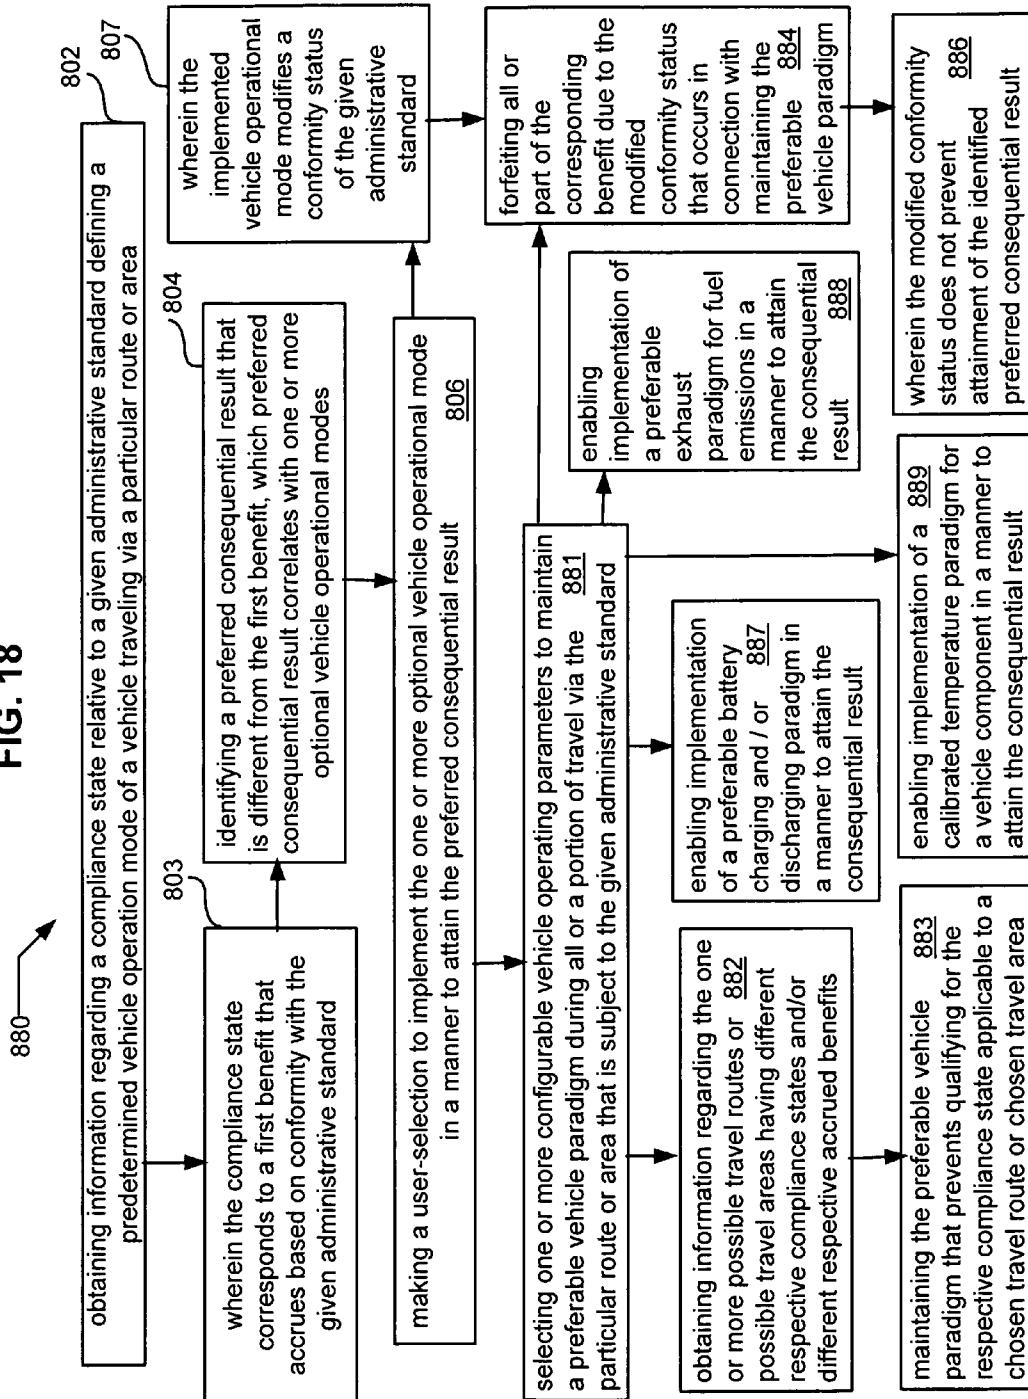 FIG. 18
880
802
obtaining information regarding a compliance state relative to a given administrative standard defining a
predetermined vehicle operation mode of a vehicle traveling via a particular route or area
803
wherein the compliance state
corresponds to a first benefit that
accrues based on conformity with the
given administrative standard
804
identifying a preferred consequential result that
is different from the first benefit, which preferred
consequential result correlates with one or more
optional vehicle operational modes
807
wherein the
implemented
vehicle operational
mode modifies a
conformity status
of the given
administrative
standard
making a user-selection to implement the one or more optional vehicle operational mode
in a manner to attain the preferred consequential result 806
selecting one or more configurable vehicle operating parameters to maintain
a preferable vehicle paradigm during all or a portion of travel via the 881
particular route or area that is subject to the given administrative standard
forfeiting all or
part of the
corresponding
benefit due to the
modified
conformity status
that occurs in
connection with
maintaining the
preferable 884
vehicle paradigm
obtaining information regarding the one
or more possible travel routes or 882
possible travel areas having different
respective compliance states and/or
different respective accrued benefits
enabling implementation
of a preferable battery
charging and / or 887
discharging paradigm in
a manner to attain the
consequential result
enabling
implementation of
a preferable
exhaust
paradigm for fuel
emissions in a
manner to attain
the consequential
result 888
maintaining the preferable vehicle 883
paradigm that prevents qualifying for the
respective compliance state applicable to a
chosen travel route or chosen travel area
enabling implementation of a 889
calibrated temperature paradigm for
a vehicle component in a manner to
attain the consequential result
wherein the modified conformity
status does not prevent 886
attainment of the identified
preferred consequential result